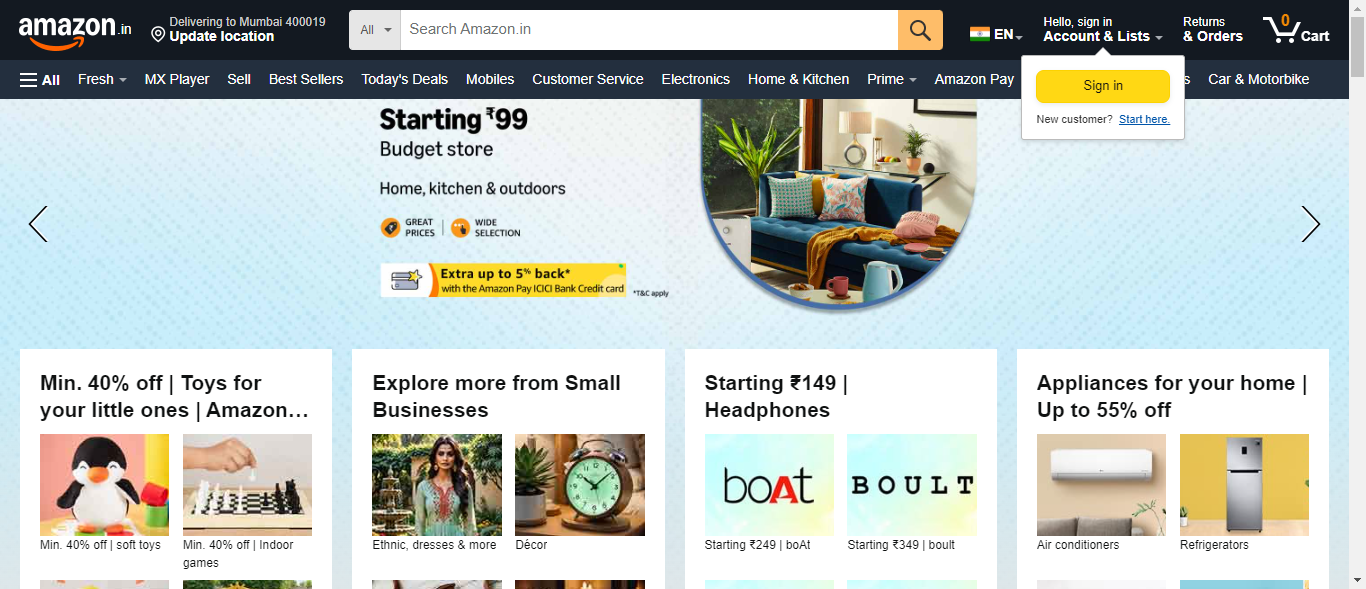 amazon.in
Delivering to Mumbai 400019
Update location
All
Search Amazon.in
EN
Hello, sign in
Account & Lists
Returns
& Orders
0
Cart
All
Fresh
MX Player
Sell
Best Sellers
Today's Deals
Mobiles
Customer Service
Electronics
Home & Kitchen
Prime
Amazon Pay
s
Car & Motorbike
Sign in
New customer? Start here.
Starting ₹99
Budget store
Home, kitchen & outdoors
GREAT
PRICES
WIDE
SELECTION
Extra up to 5% back*
with the Amazon Pay ICICI Bank Credit card
*T&C apply
Min. 40% off | Toys for
your little ones | Amazon…
Min. 40% off | soft toys
Min. 40% off | Indoor
games
Explore more from Small
Businesses
Ethnic, dresses & more
Décor
Starting ₹149 |
Headphones
boAt
BOULT
Starting ₹249 | boAt
Starting ₹349 | boult
Appliances for your home |
Up to 55% off
Air conditioners
Refrigerators